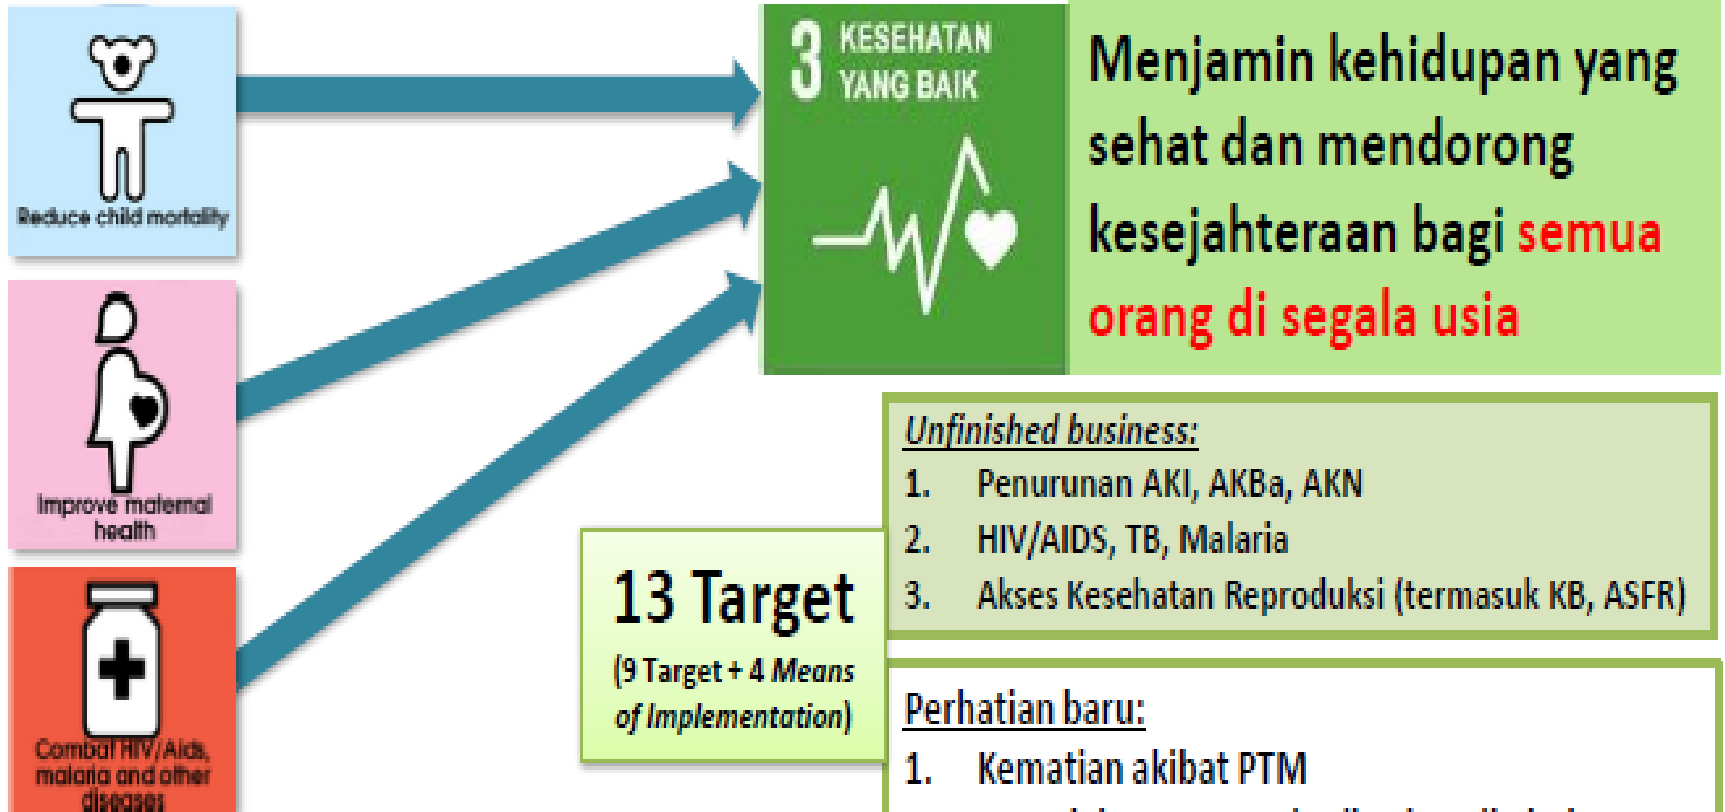 Reduce child mortality
Improve maternal
health
Combat HIV/Aids,
malaria and other
diseases
3 KESEHATAN
YANG BAIK
Menjamin kehidupan yang
sehat dan mendorong
kesejahteraan bagi semua
orang di segala usia
13 Target
(9 Target + 4 Means
of Implementation)
Unfinished business:
1. Penurunan AKI, AKBa, AKN
2. HIV/AIDS, TB, Malaria
3. Akses Kesehatan Reproduksi (termasuk KB, ASFR)
Perhatian baru:
1. Kematian akibat PTM